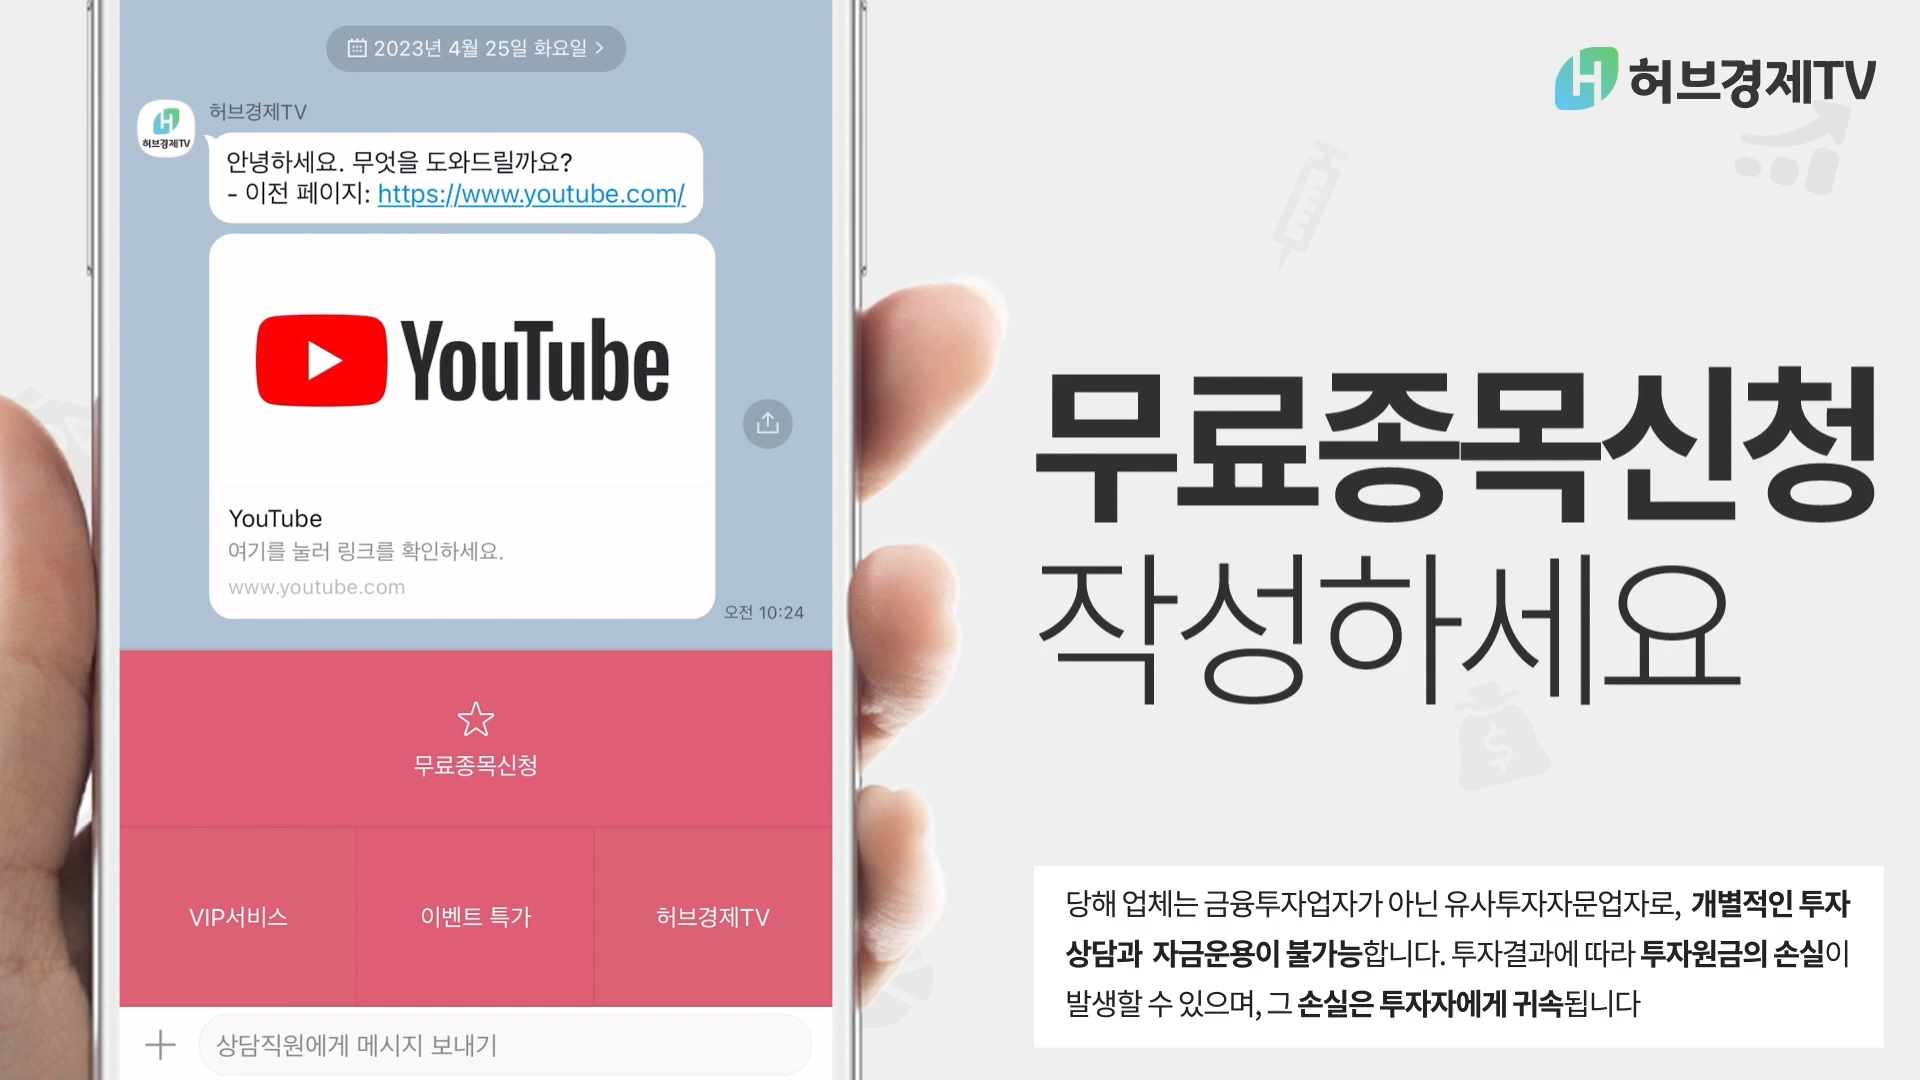 2023년 4월 25일 화요일 >
허브경제TV
허브경제TV
안녕하세요. 무엇을 도와드릴까요?
- 이전 페이지: https://www.youtube.com/
YouTube
YouTube
여기를 눌러 링크를 확인하세요.
www.youtube.com
오전 10:24
무료종목신청
VIP서비스
이벤트 특가
허브경제TV
상담직원에게 메시지 보내기
허브경제TV
무료종목신청
작성하세요
당해 업체는 금융투자업자가 아닌 유사투자자문업자로, 개별적인 투자
상담과 자금운용이 불가능합니다. 투자결과에 따라 투자원금의 손실이
발생할 수 있으며, 그 손실은 투자자에게 귀속됩니다